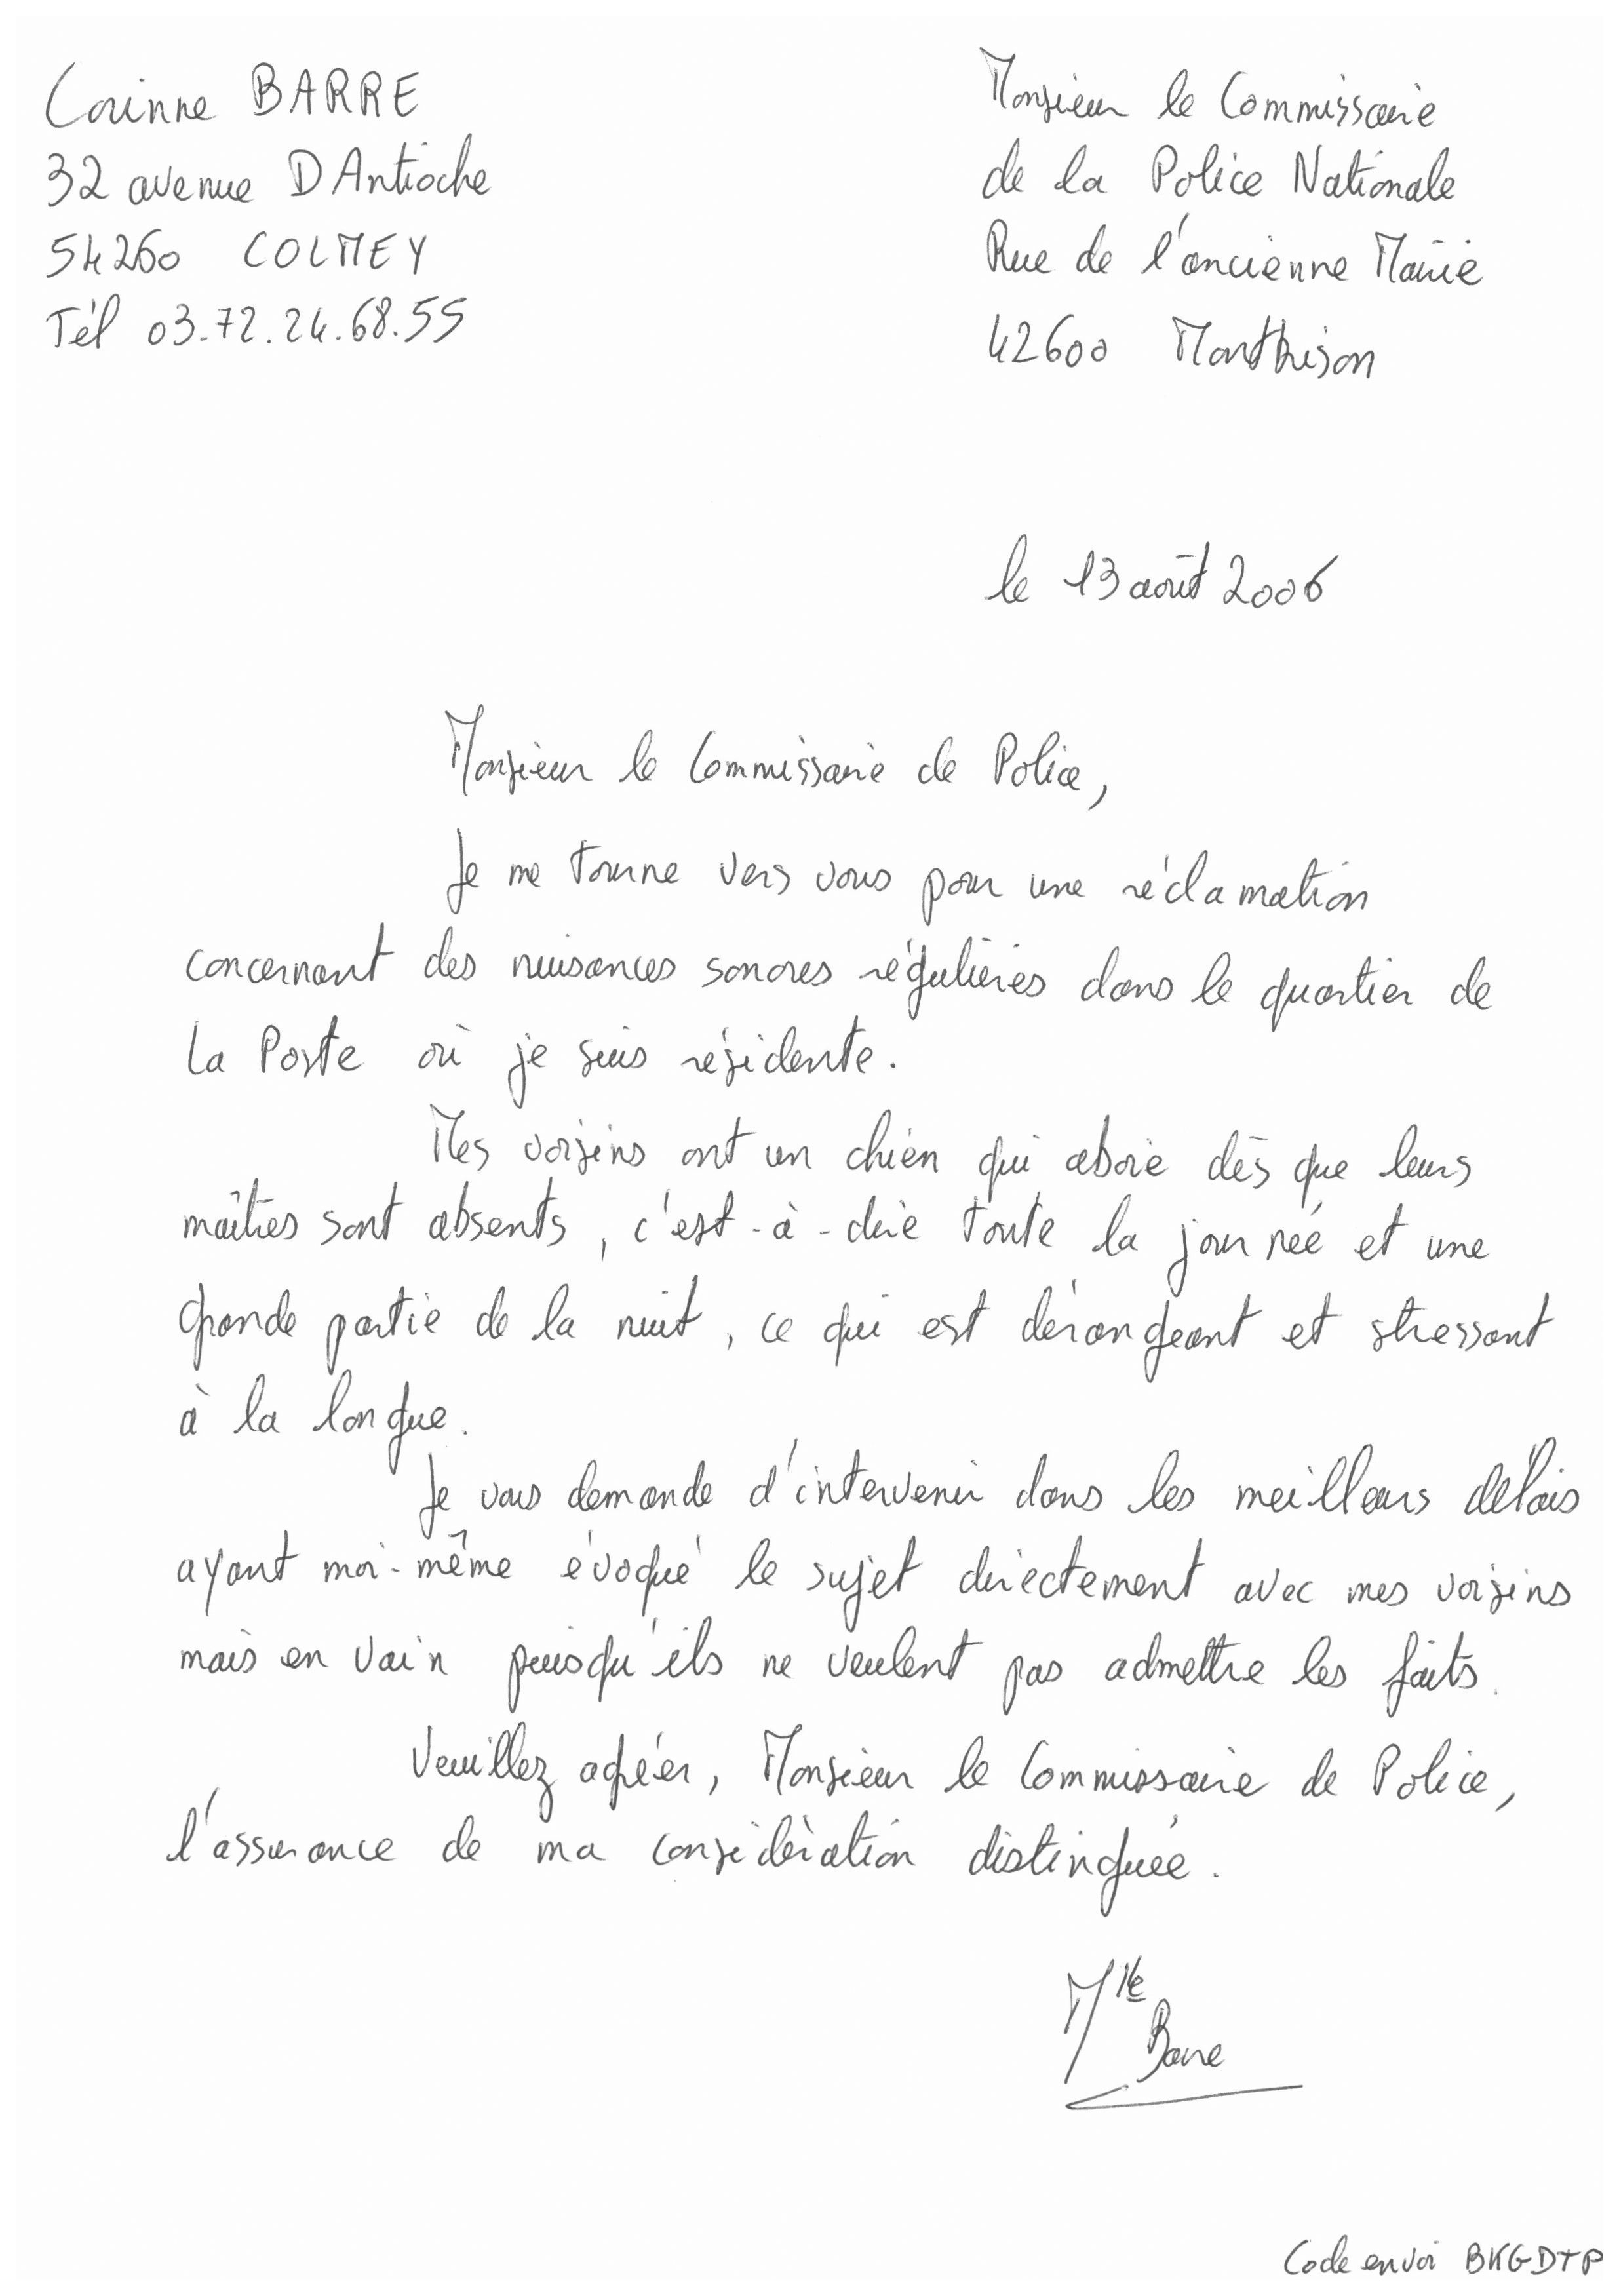 Corinne BARRE
32 avenue D Antioche
54260 COLMEY
Tél 03.72.24.68.55
Monsieur le Commissaire
de la Police Nationale
Rue de l'ancienne Mairie
42600 Montbrison
le 13 août 2006
Monsieur le Commissaire de Police,
Je me tourne vers vous pour une réclamation
concernant des nuisances sonores régulières dans le quartier de
la Poste où je suis résidente.
Mes voisins ont un chien qui aboie dès que leurs
maîtres sont absents, c'est-à-dire toute la journée et une
grande partie de la nuit, ce qui est dérangeant et stressant
à la longue.
Je vous demande d'intervenir dans les meilleurs délais
ayant moi-même évoqué le sujet directement avec mes voisins
mais en vain puisqu'ils ne veulent pas admettre les faits.
Veuillez agréer, Monsieur le Commissaire de Police,
l'assurance de ma considération distinguée.
Mlle
Barre
Code envoi BKGDTP